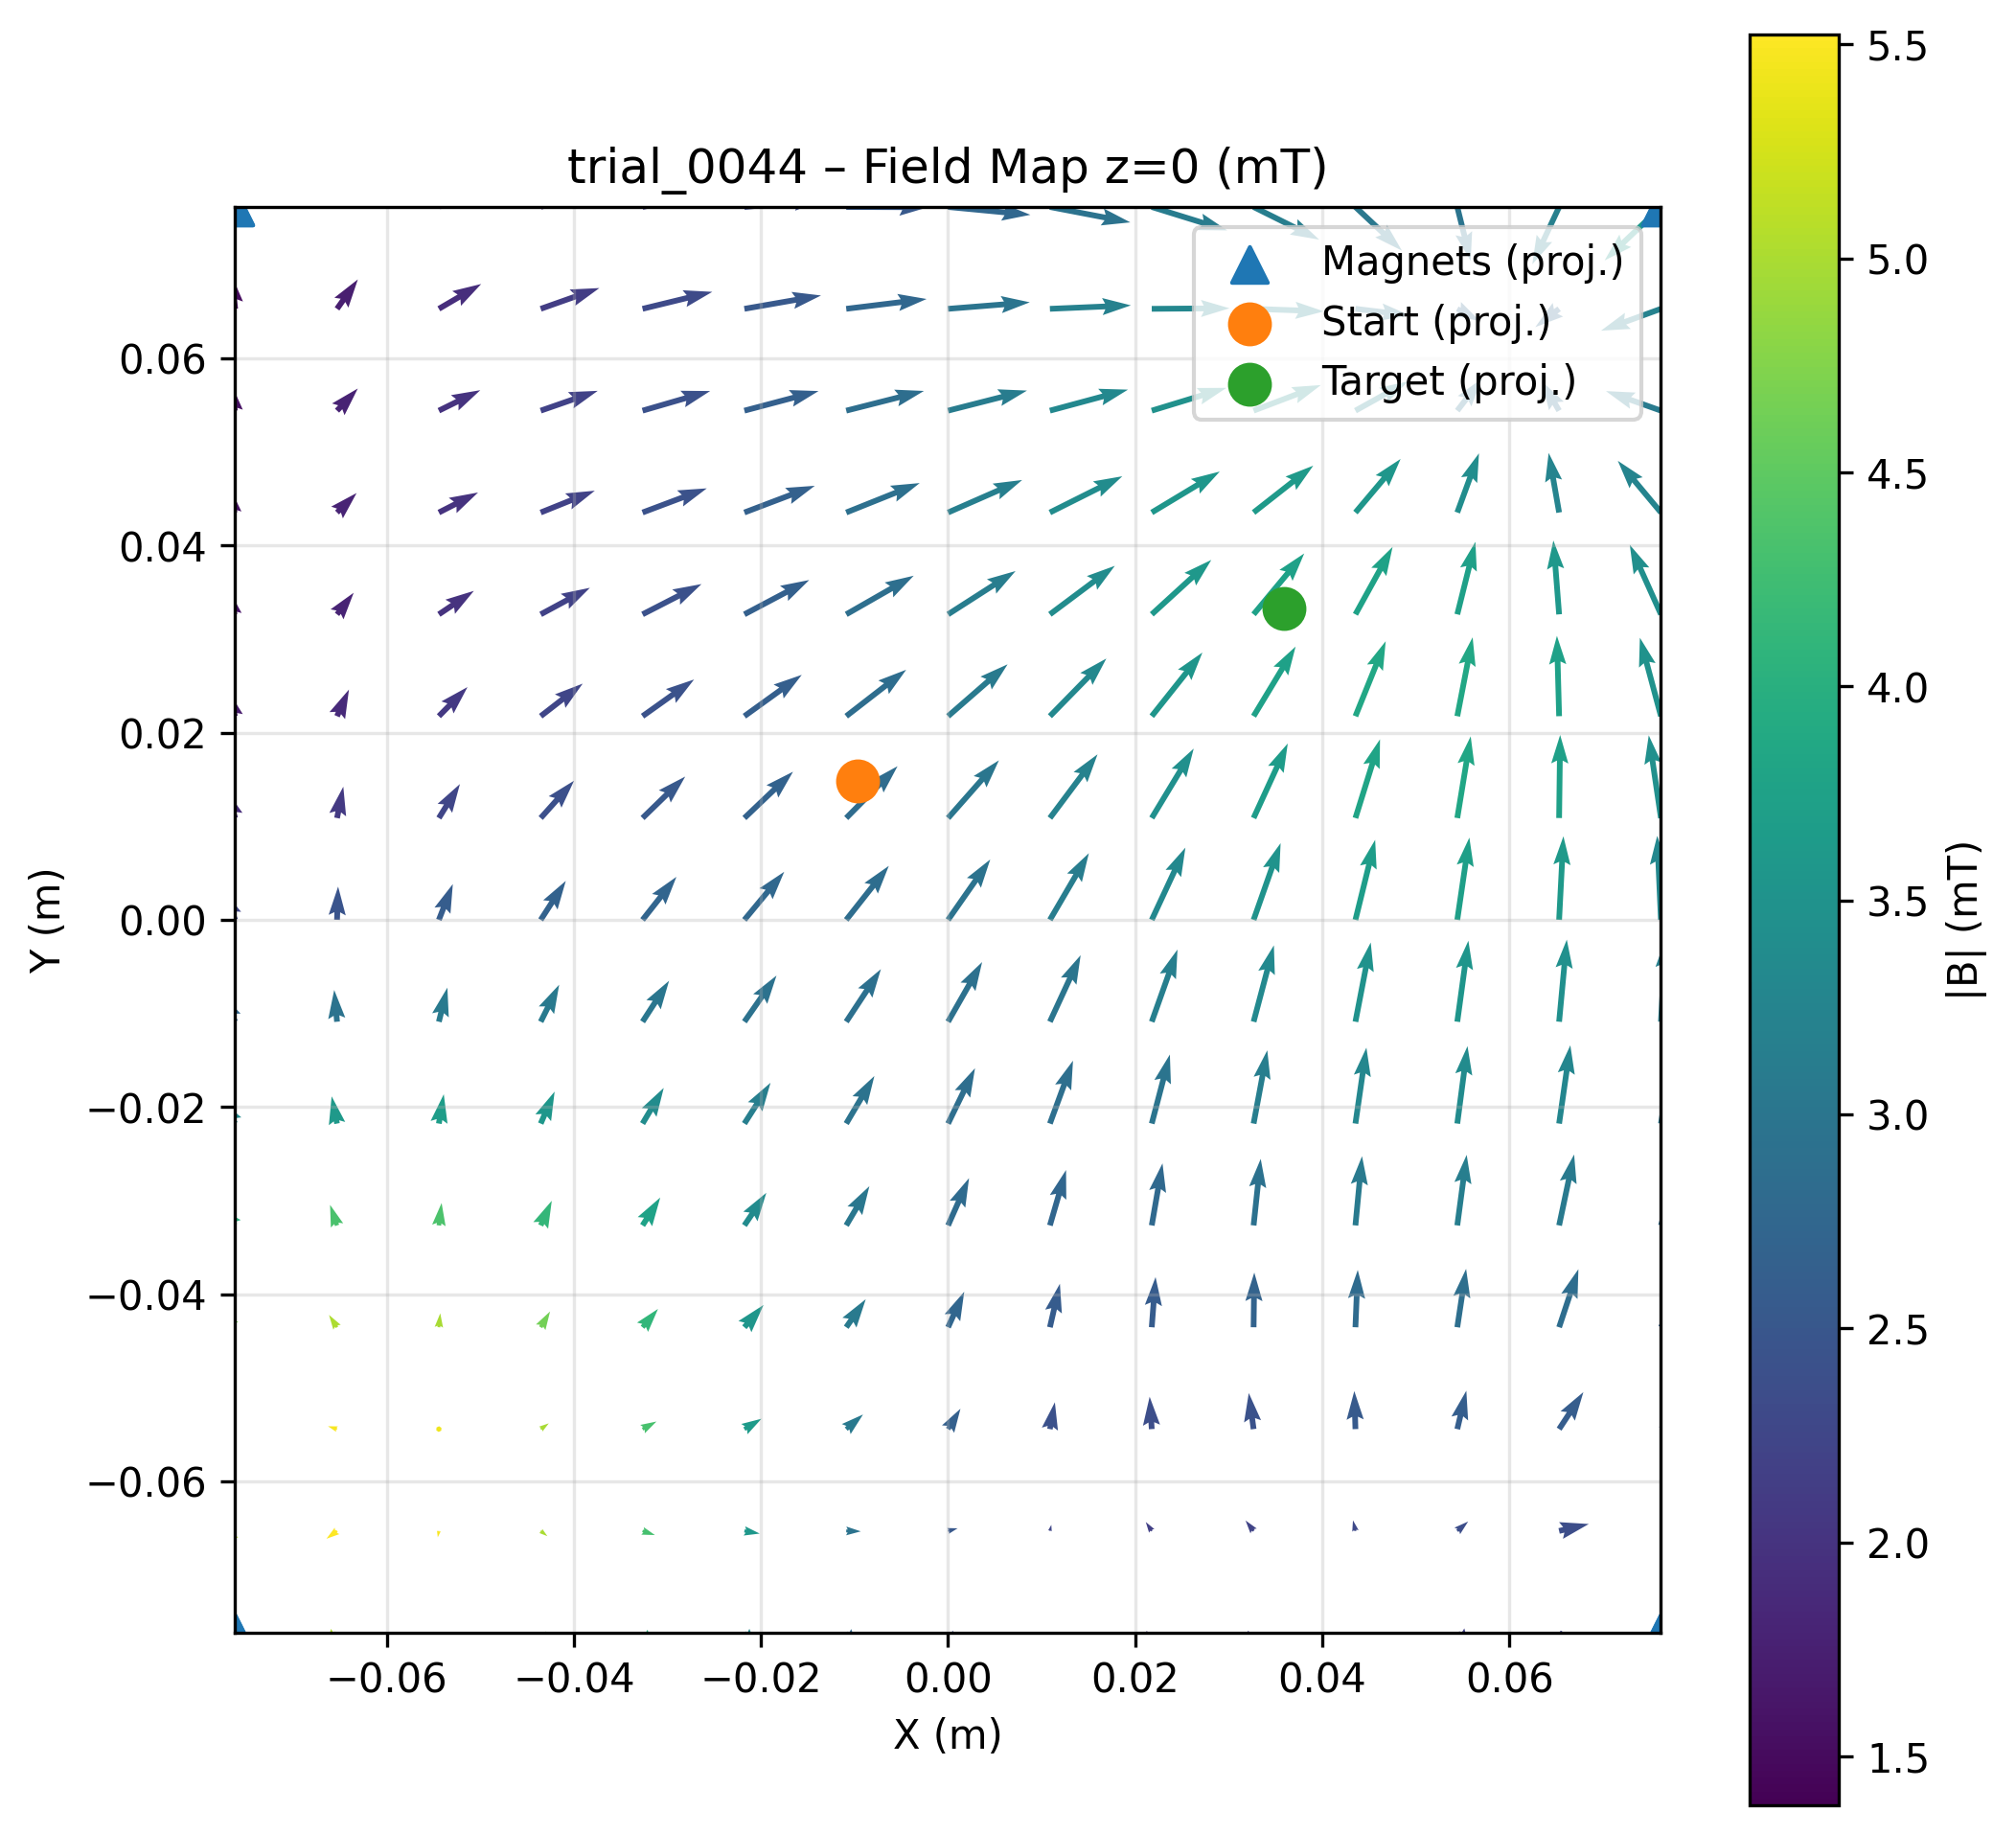 trial_0044 – Field Map z=0 (mT)
Magnets (proj.)
Start (proj.)
Target (proj.)
Y (m)
0.06
0.04
0.02
0.00
−0.02
−0.04
−0.06
−0.06 −0.04 −0.02 0.00 0.02 0.04 0.06
X (m)
5.5
5.0
4.5
4.0
3.5
3.0
2.5
2.0
1.5
|B| (mT)